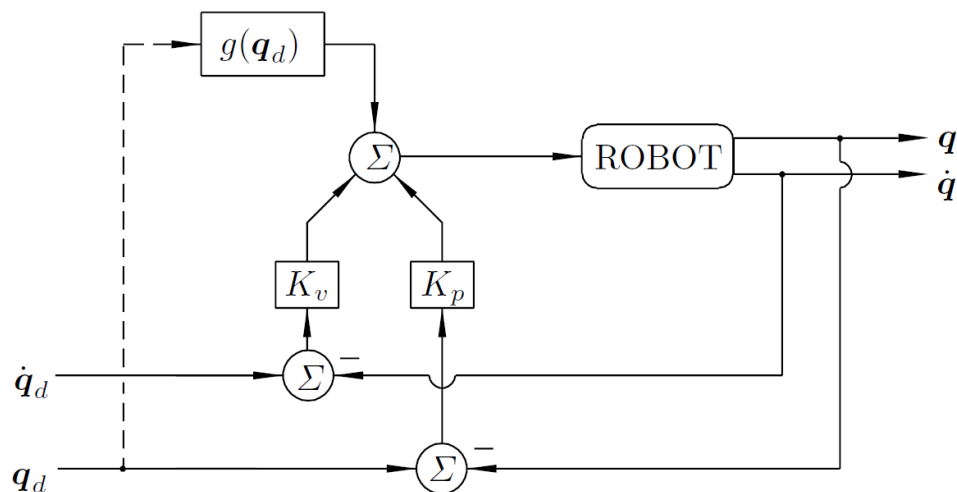 g(q_d)
Σ
ROBOT
q
q̇
K_v
K_p
q̇_d
Σ
−
q_d
Σ
−